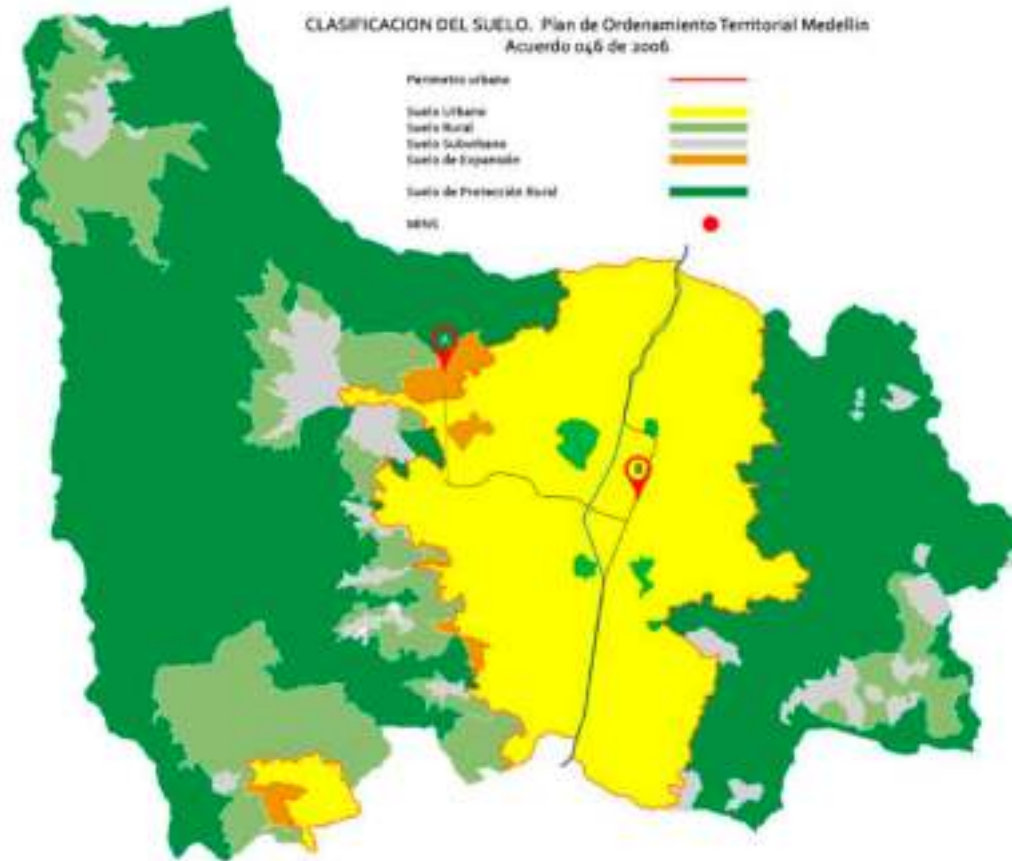 CLASIFICACION DEL SUELO. Plan de Ordenamiento Territorial Medellin
Acuerdo 046 de 2006
Perimetro urbano
Suelo Urbano
Suelo Rural
Suelo Suburbano
Suelo de Expansión
Suelo de Protección Rural